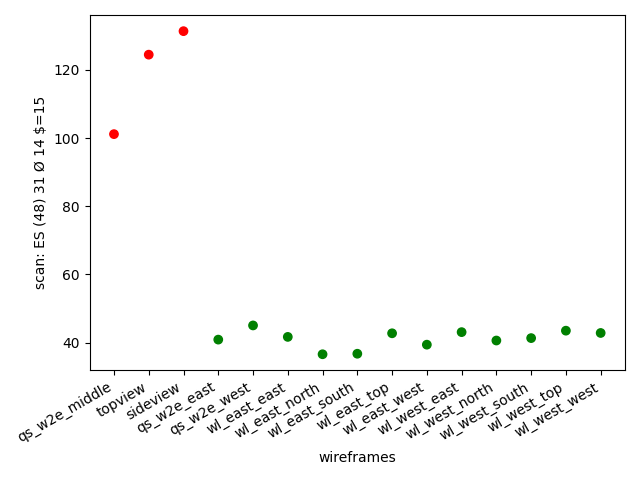 scan: ES (48) 31 Ø 14 $=15
120
100
80
60
40
qs_w2e_middle
topview
sideview
qs_w2e_east
qs_w2e_west
wl_east_east
wl_east_north
wl_east_south
wl_east_top
wl_east_west
wl_west_east
wl_west_north
wl_west_south
wl_west_top
wl_west_west
wireframes